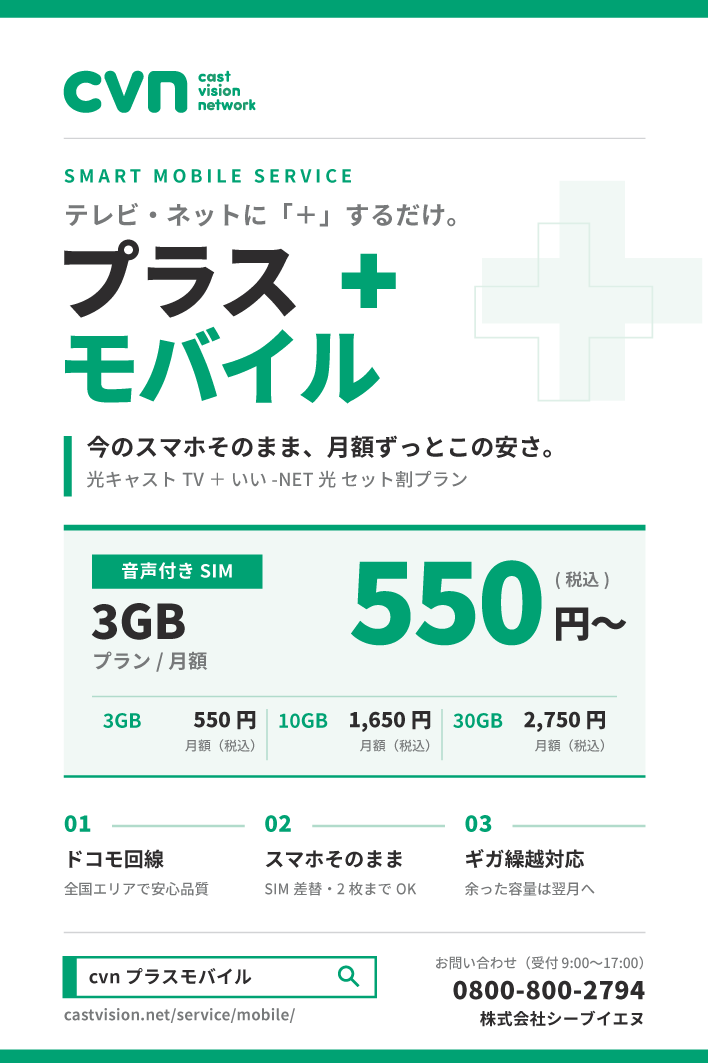 cvn
cast
vision
network
SMART MOBILE SERVICE
テレビ・ネットに「＋」するだけ。
プラス +
モバイル
今のスマホそのまま、月額ずっとこの安さ。
光キャスト TV ＋ いい -NET 光 セット割プラン
音声付き SIM
3GB
プラン / 月額
550 ( 税込 ) 円〜
3GB 550 円 10GB 1,650 円 30GB 2,750 円
月額（税込） 月額（税込） 月額（税込）
01 02 03
ドコモ回線 スマホそのまま ギガ繰越対応
全国エリアで安心品質 SIM 差替・2 枚まで OK 余った容量は翌月へ
cvn プラスモバイル
castvision.net/service/mobile/
お問い合わせ（受付 9:00〜17:00）
0800-800-2794
株式会社シーブイエヌ